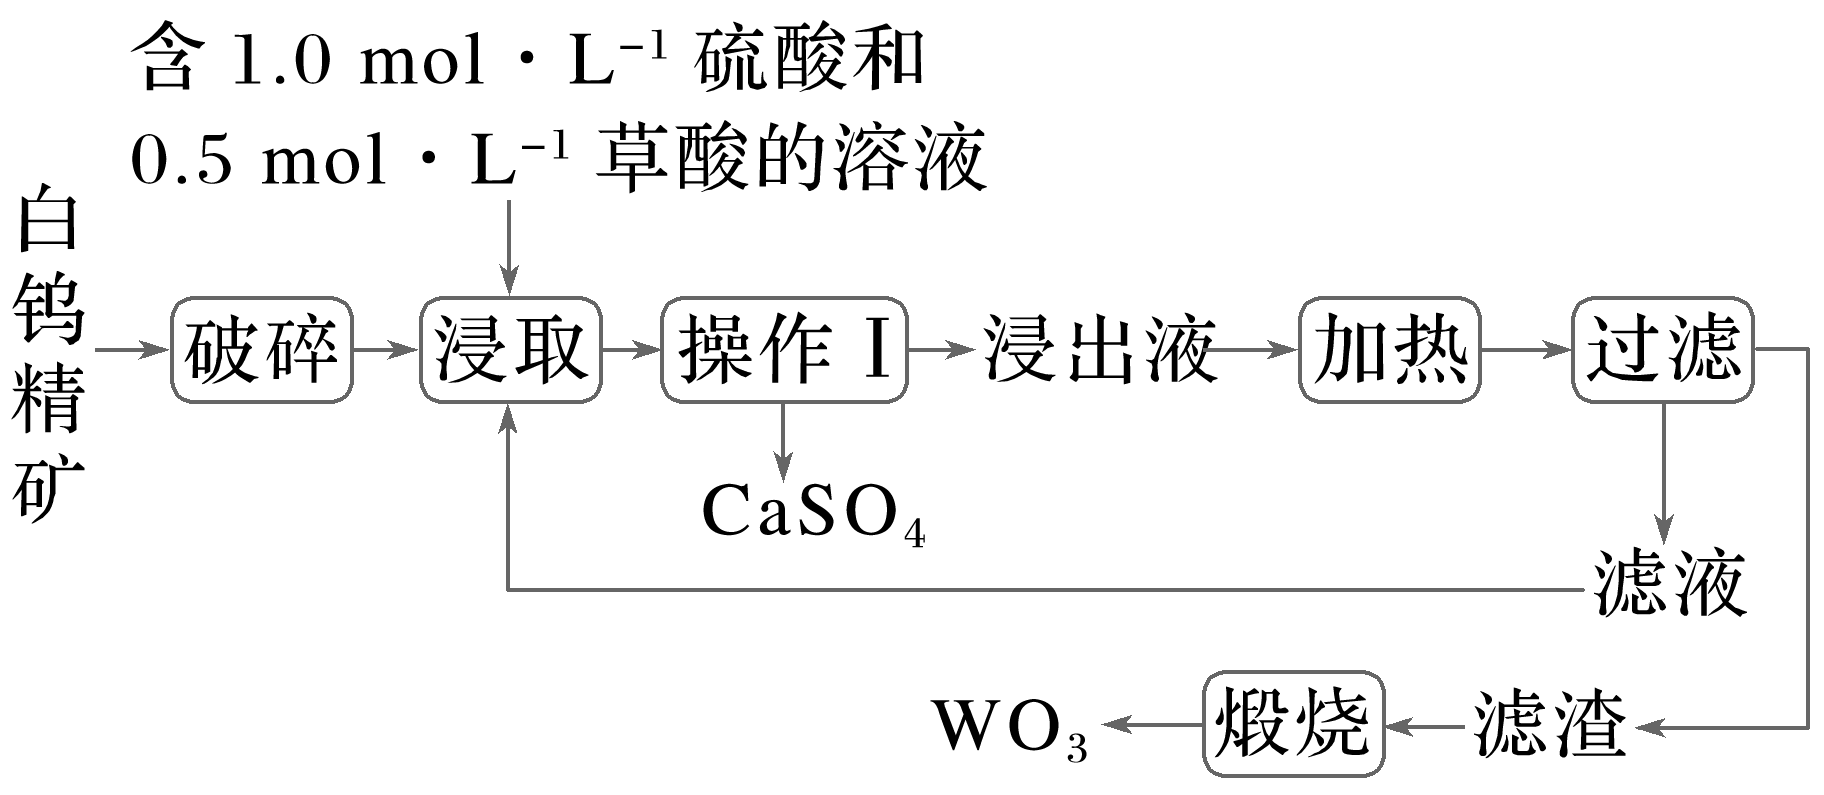 含 1.0 mol · L⁻¹ 硫酸和
0.5 mol · L⁻¹ 草酸的溶液
白钨精矿
破碎
浸取
操作 Ⅰ
浸出液
加热
过滤
CaSO₄
滤液
WO₃
煅烧
滤渣